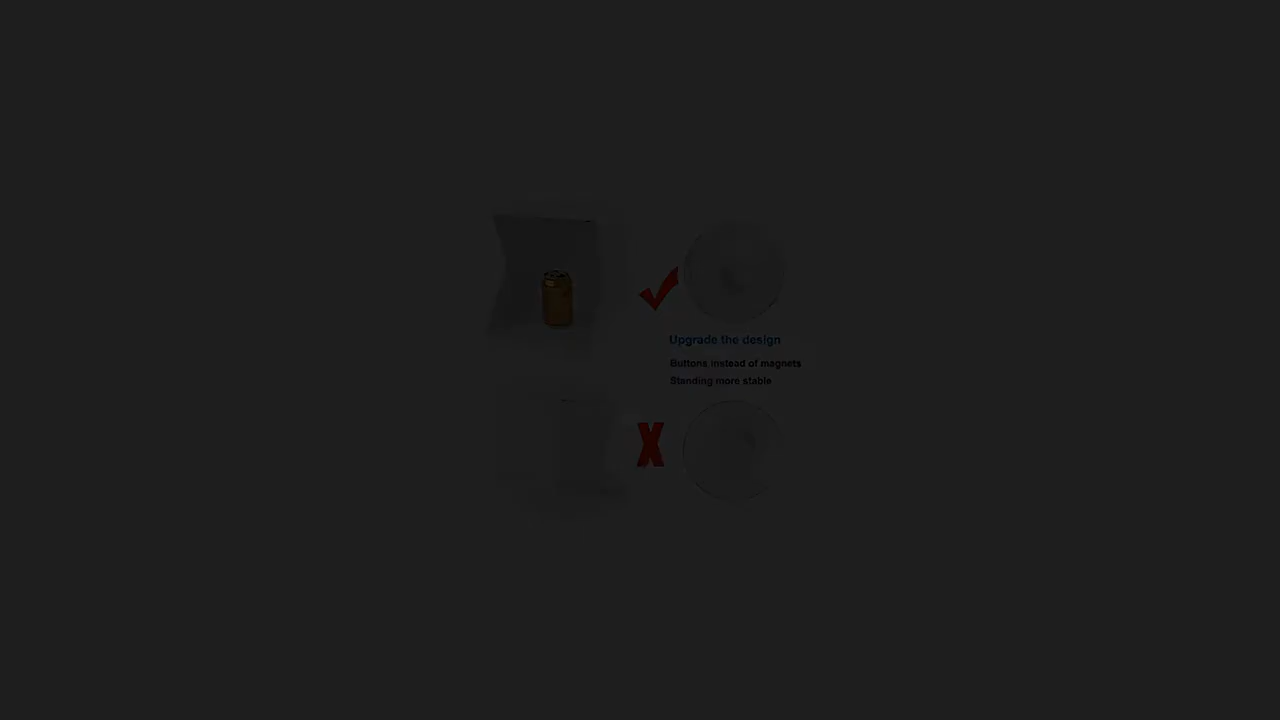 Upgrade the design
Buttons instead of magnets
Standing more stable